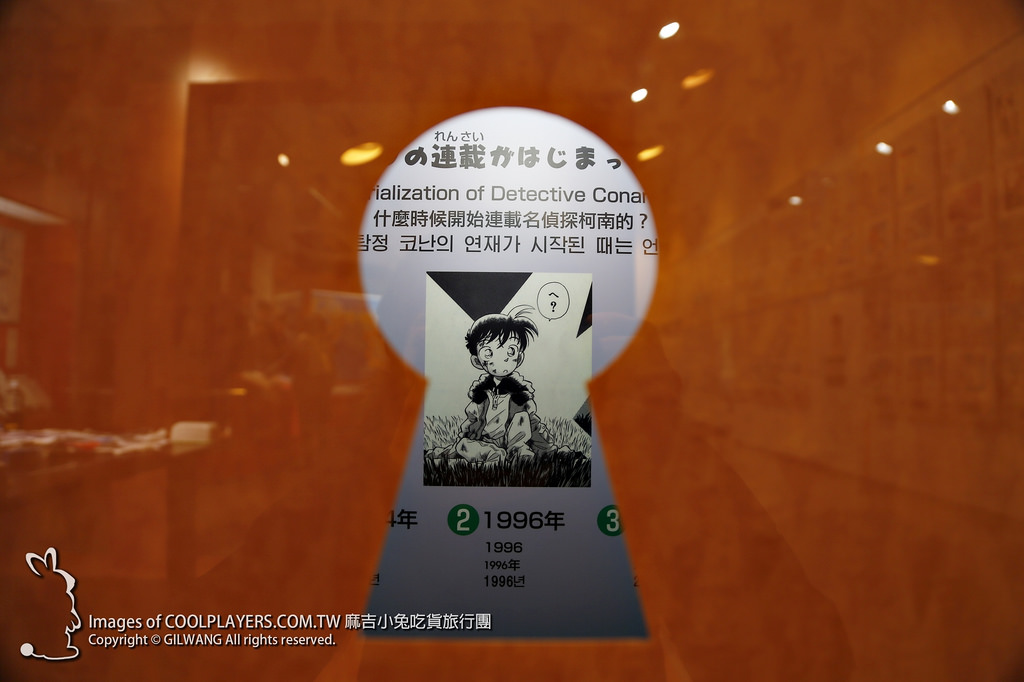 れんさい
の連載がはじまっ
rialization of Detective Conan
什麼時候開始連載名偵探柯南的？
탐정 코난의 연재가 시작된 때는 언
へ？
4年
2 1996年
3
1996
1996年
1996년
년
Images of COOLPLAYERS.COM.TW 麻吉小兔吃貨旅行團
Copyright © GILWANG All rights reserved.